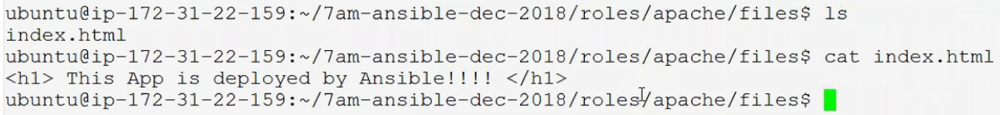 ubuntu@ip-172-31-22-159:~/7am-ansible-dec-2018/roles/apache/files$ ls
index.html
ubuntu@ip-172-31-22-159:~/7am-ansible-dec-2018/roles/apache/files$ cat index.html
<h1> This App is deployed by Ansible!!!! </h1>
ubuntu@ip-172-31-22-159:~/7am-ansible-dec-2018/roles/apache/files$